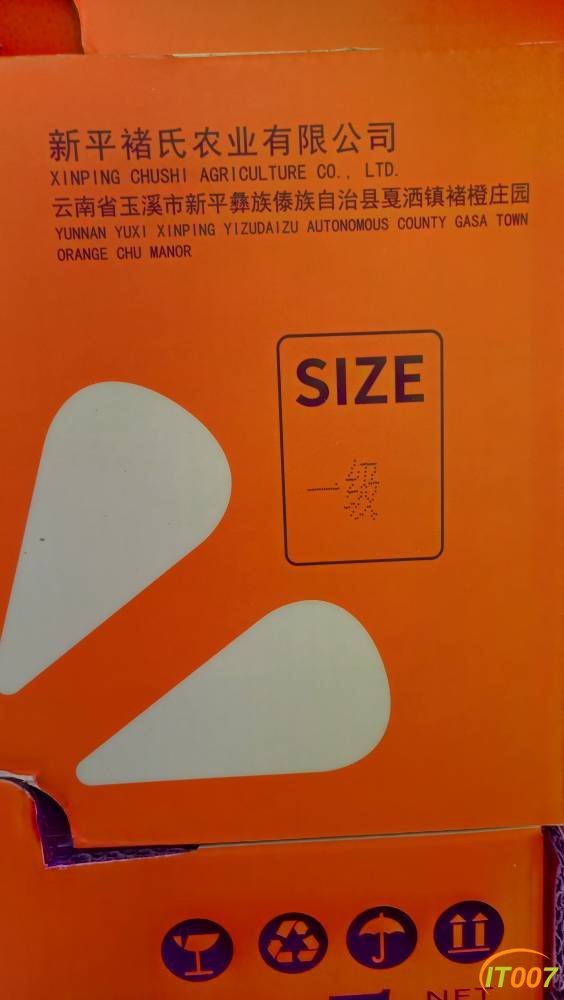 新平褚氏农业有限公司
XINPING CHUSHI AGRICULTURE CO., LTD.
云南省玉溪市新平彝族傣族自治县戛洒镇褚橙庄园
YUNNAN YUXI XINPING YIZUDAIZU AUTONOMOUS COUNTY GASA TOWN
ORANGE CHU MANOR
SIZE
一级
NET
IT007